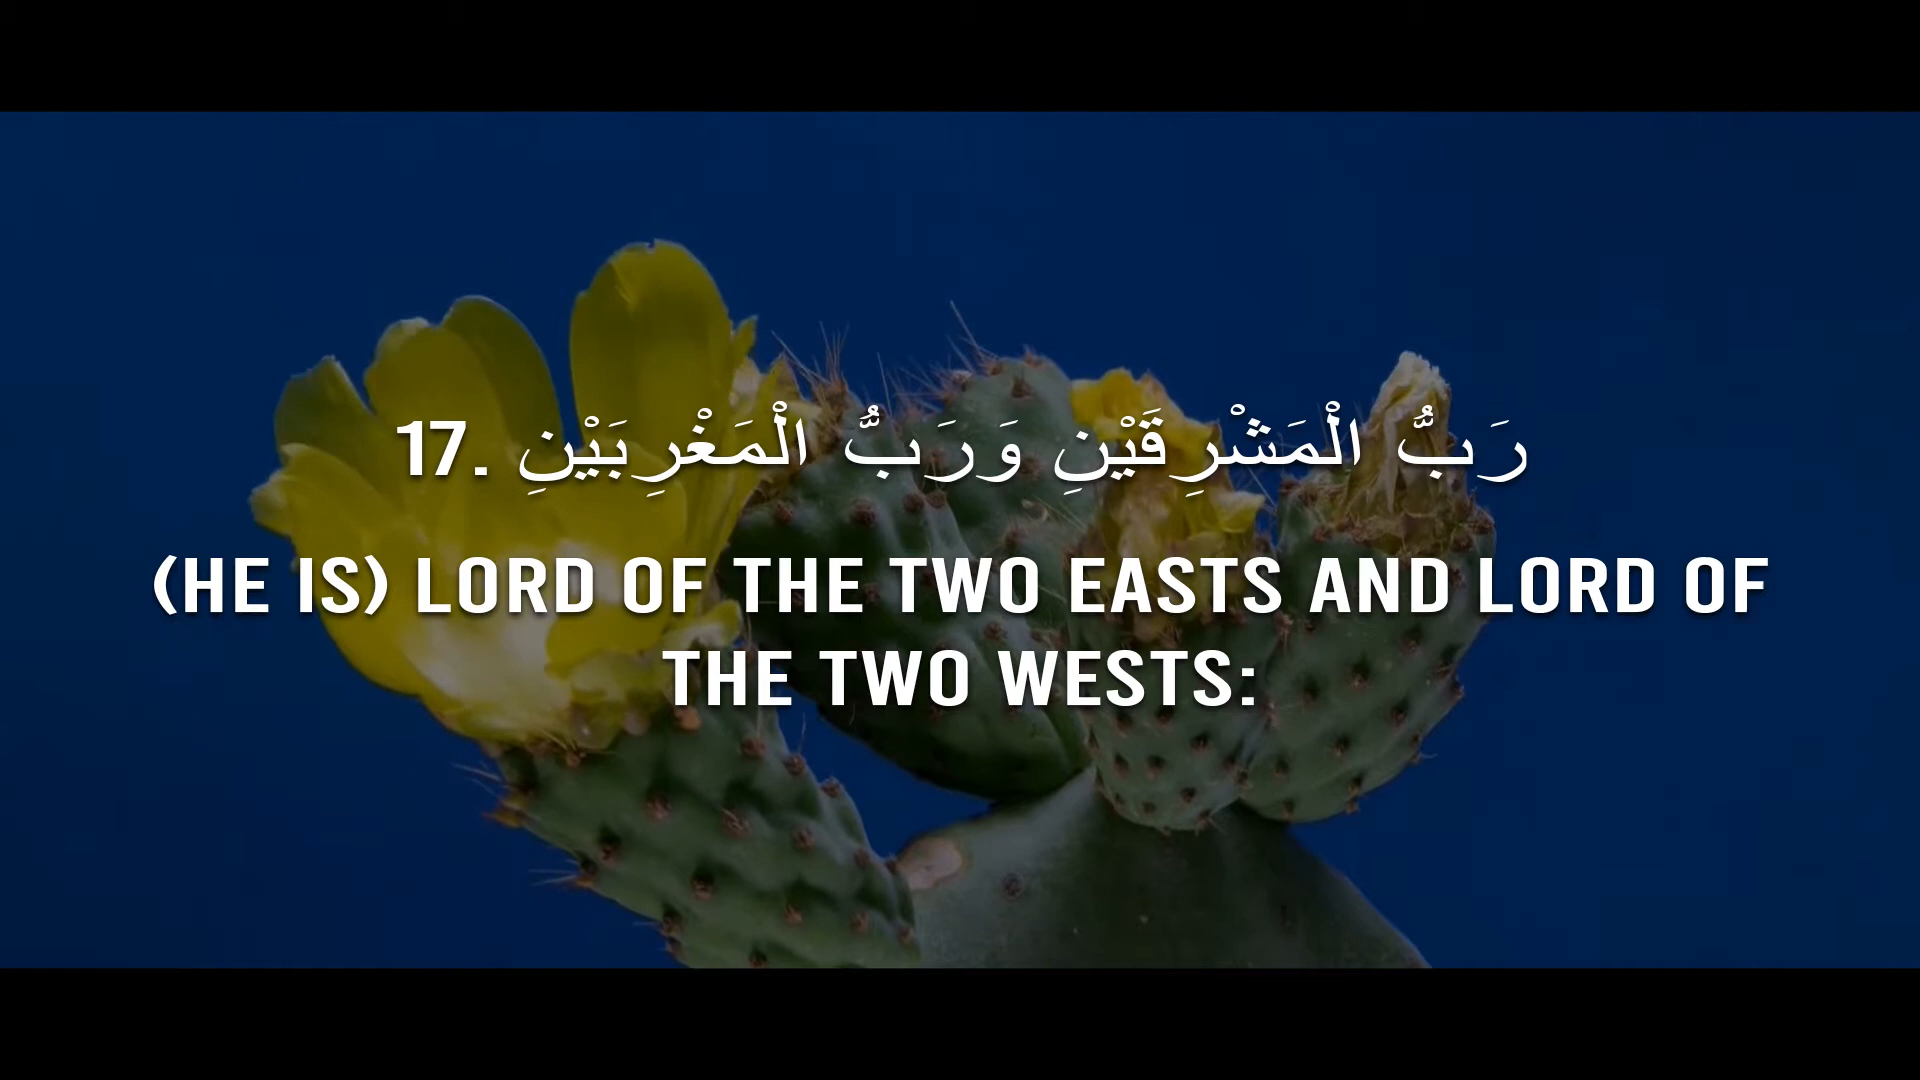 17. رَبُّ الْمَشْرِقَيْنِ وَرَبُّ الْمَغْرِبَيْنِ
(HE IS) LORD OF THE TWO EASTS AND LORD OF
THE TWO WESTS: